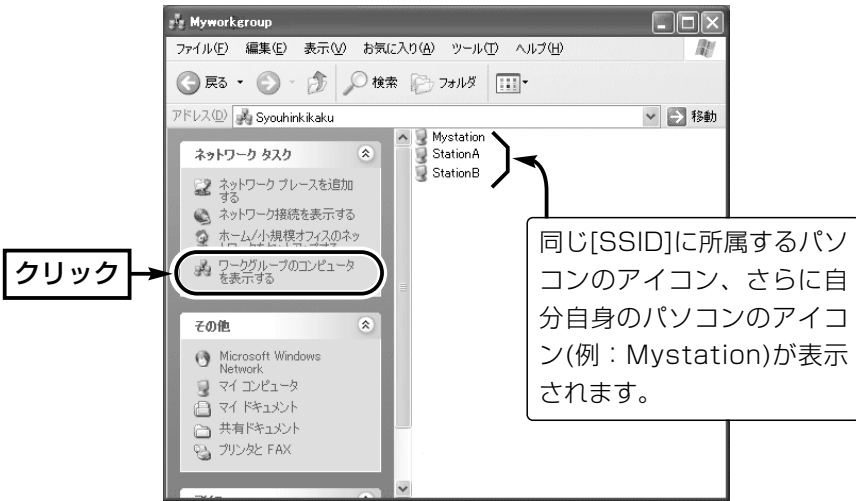 Myworkgroup
ファイル(F) 編集(E) 表示(V) お気に入り(A) ツール(T) ヘルプ(H)
戻る 検索 フォルダ
アドレス(D) Syouhinkikaku 移動
ネットワーク タスク
ネットワーク プレースを追加
する
ネットワーク接続を表示する
ホーム/小規模オフィスのネッ
ワークグループのコンピュータ
を表示する
その他
Microsoft Windows
Network
マイ コンピュータ
マイ ドキュメント
共有ドキュメント
プリンタと FAX
Mystation
StationA
StationB
クリック
同じ[SSID]に所属するパソ
コンのアイコン、さらに自
分自身のパソコンのアイコ
ン(例：Mystation)が表示
されます。